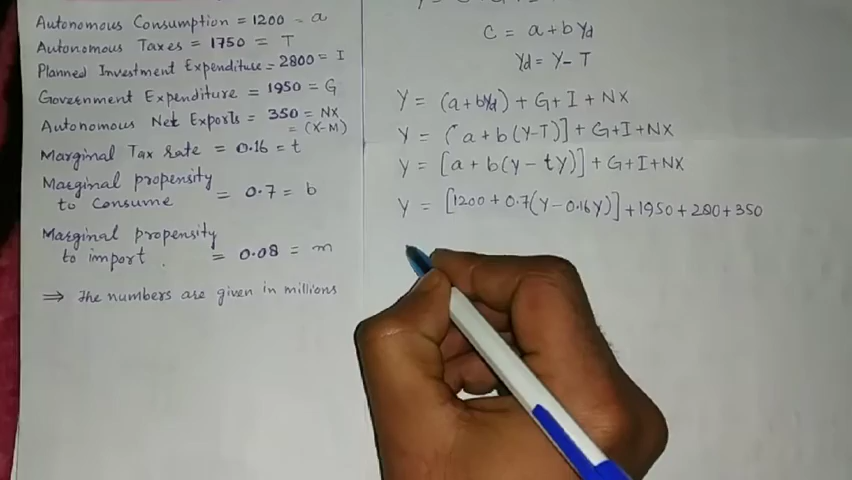 Autonomous Consumption = 1200 = a
Autonomous Taxes = 1750 = T
Planned Investment Expenditure = 2800 = I
Government Expenditure = 1950 = G
Autonomous Net Exports = 350 = NX
= (X-M)
Marginal Tax rate = 0.16 = t
Marginal propensity
to consume = 0.7 = b
Marginal propensity
to import = 0.08 = m
⇒ The numbers are given in millions
C = a + b Yd
Yd = Y - T
Y = (a + bYd) + G + I + NX
Y = [a + b(Y-T)] + G + I + NX
Y = [a + b(Y - tY)] + G + I + NX
Y = [1200 + 0.7(Y - 0.16Y)] + 1950 + 280 + 350